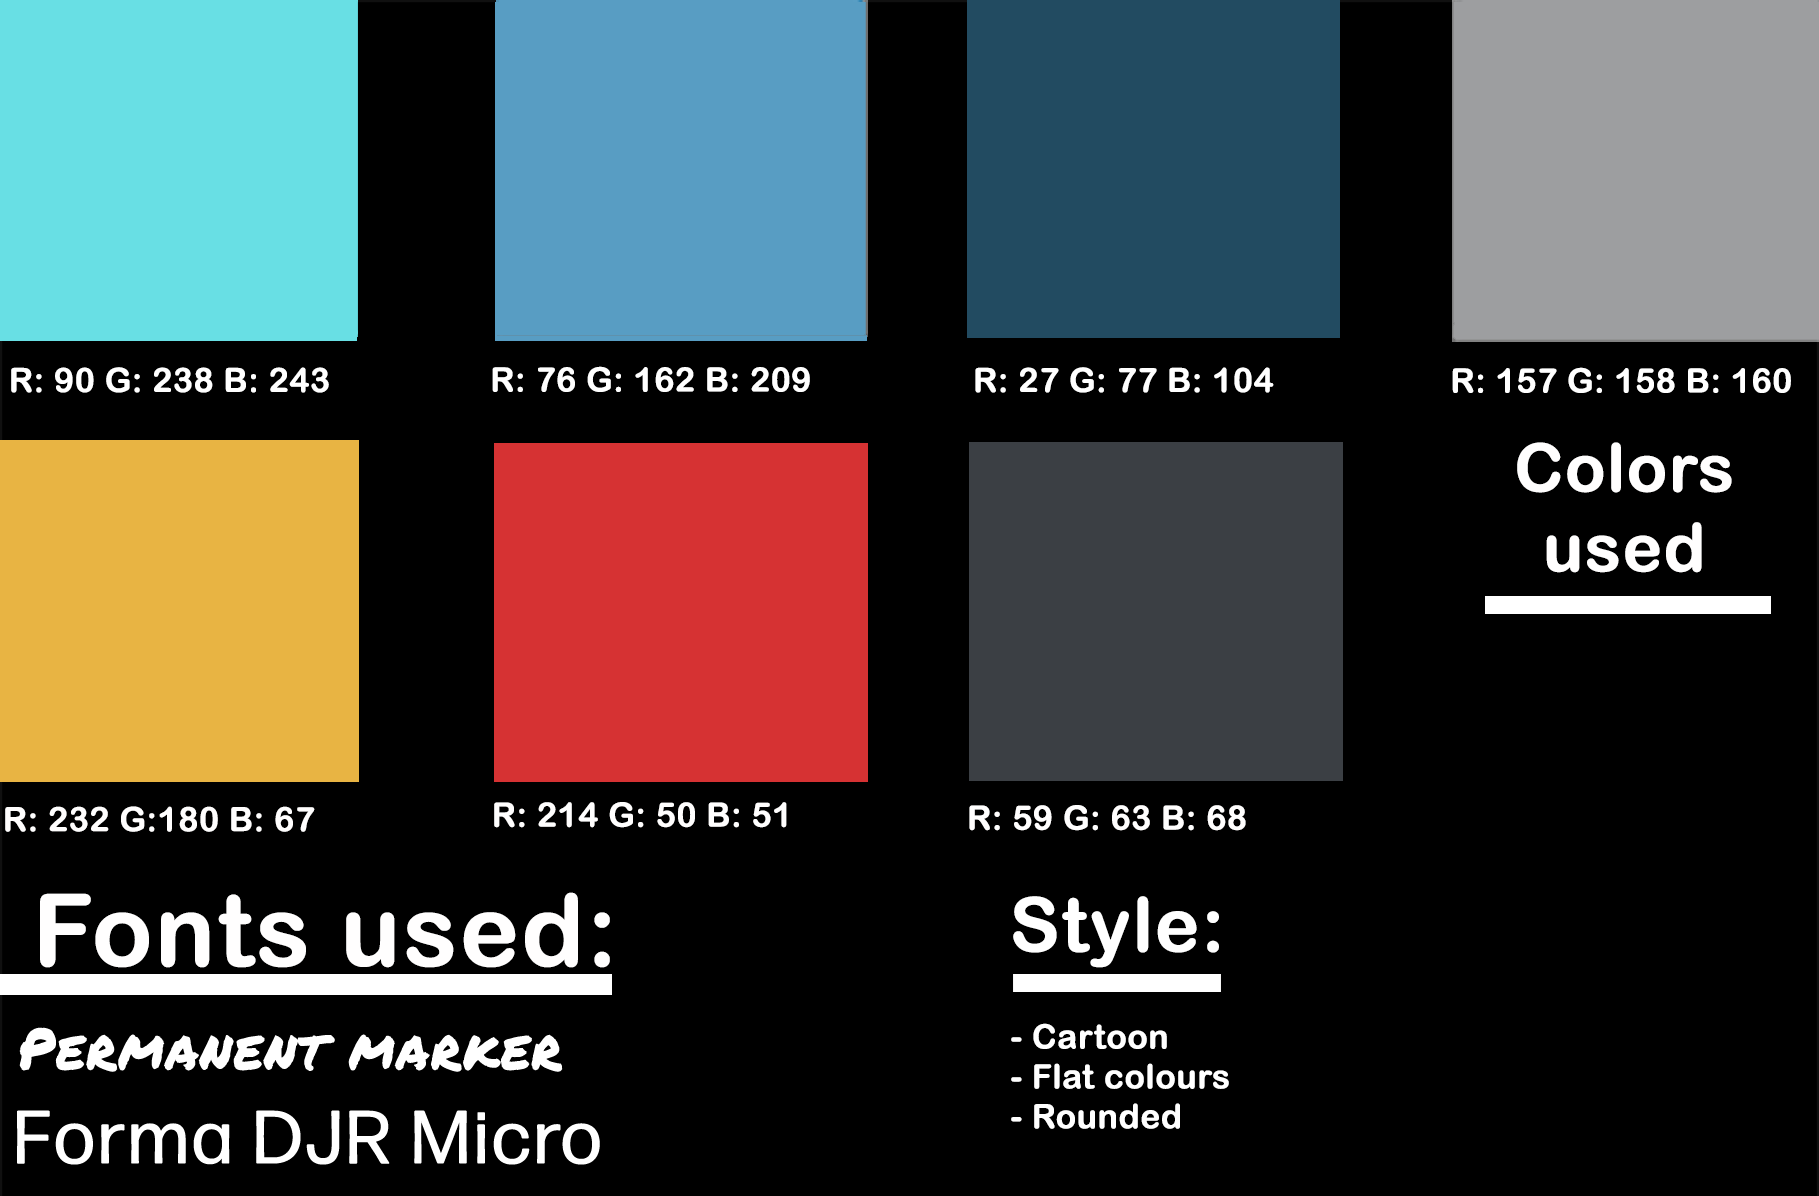 R: 90 G: 238 B: 243
R: 76 G: 162 B: 209
R: 27 G: 77 B: 104
R: 157 G: 158 B: 160
Colors
used
R: 232 G:180 B: 67
R: 214 G: 50 B: 51
R: 59 G: 63 B: 68
Fonts used:
Permanent marker
Forma DJR Micro
Style:
- Cartoon
- Flat colours
- Rounded